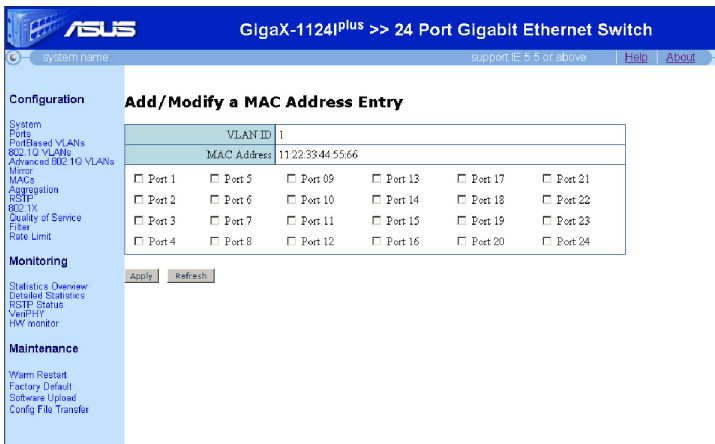 ASUS
GigaX-1124Iplus >> 24 Port Gigabit Ethernet Switch
system name:
support IE 5.5 or above
Help
About
Configuration
System
Ports
PortBased VLANs
802.1Q VLANs
Advanced 802.1Q VLANs
Mirror
MACs
Aggregation
RSTP
802.1X
Quality of Service
Filter
Rate Limit
Monitoring
Statistics Overview
Detailed Statistics
RSTP Status
VeriPHY
HW monitor
Maintenance
Warm Restart
Factory Default
Software Upload
Config File Transfer
Add/Modify a MAC Address Entry
VLAN ID 1
MAC Address 11:22:33:44:55:66
Port 1 Port 5 Port 09 Port 13 Port 17 Port 21
Port 2 Port 6 Port 10 Port 14 Port 18 Port 22
Port 3 Port 7 Port 11 Port 15 Port 19 Port 23
Port 4 Port 8 Port 12 Port 16 Port 20 Port 24
Apply Refresh